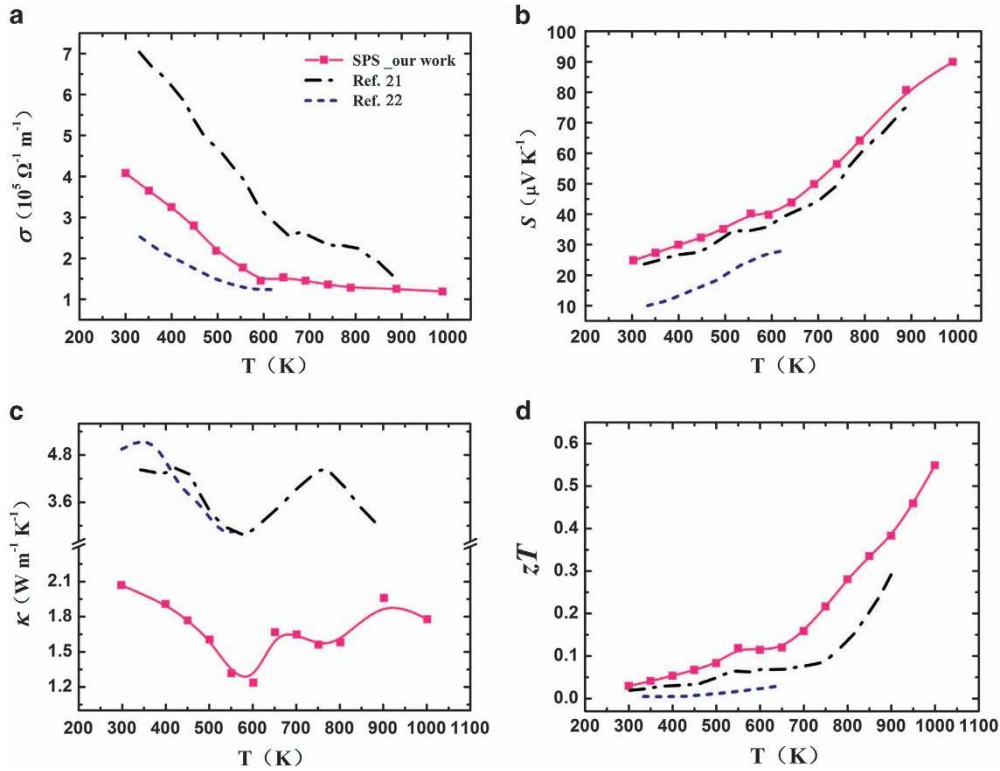 a
7
6
5
4
3
2
1
σ (10⁵ Ω⁻¹ m⁻¹)
SPS _our work
Ref. 21
Ref. 22
200 300 400 500 600 700 800 900 1000
T (K)
b
100
90
80
70
60
50
40
30
20
10
S (μV K⁻¹)
200 300 400 500 600 700 800 900 1000
T (K)
c
4.8
3.6
2.1
1.8
1.5
1.2
κ (W m⁻¹ K⁻¹)
200 300 400 500 600 700 800 900 1000 1100
T (K)
d
0.6
0.5
0.4
0.3
0.2
0.1
0.0
zT
200 300 400 500 600 700 800 900 1000 1100
T (K)